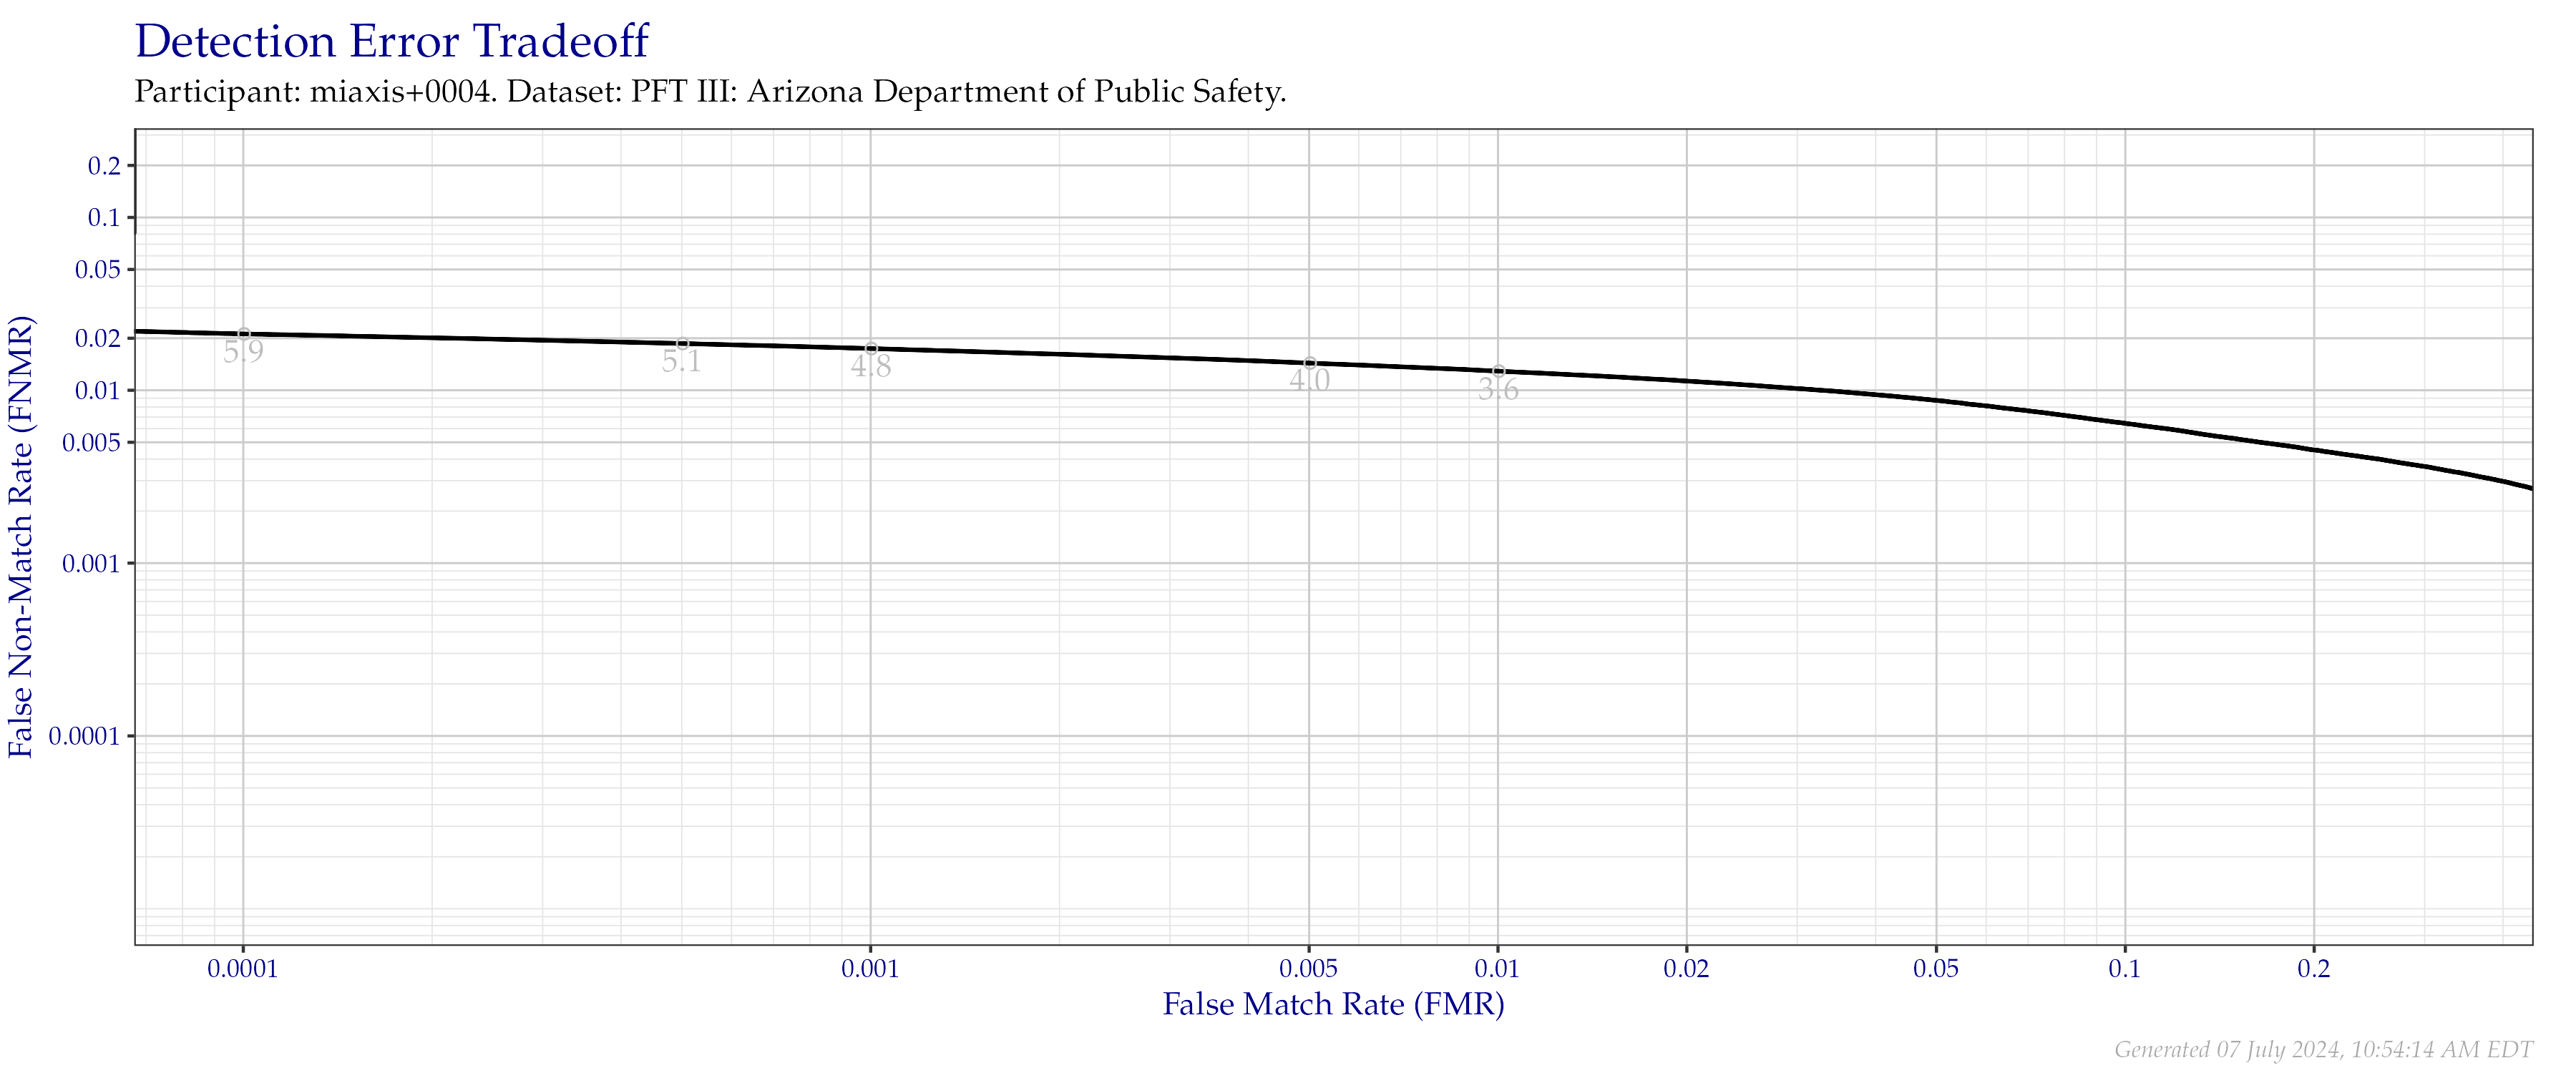 Detection Error Tradeoff
Participant: miaxis+0004. Dataset: PFT III: Arizona Department of Public Safety.
False Non-Match Rate (FNMR)
0.2
0.1
0.05
0.02
0.01
0.005
0.001
0.0001
5.9
5.1
4.8
4.0
3.6
0.0001 0.001 0.005 0.01 0.02 0.05 0.1 0.2
False Match Rate (FMR)
Generated 07 July 2024, 10:54:14 AM EDT